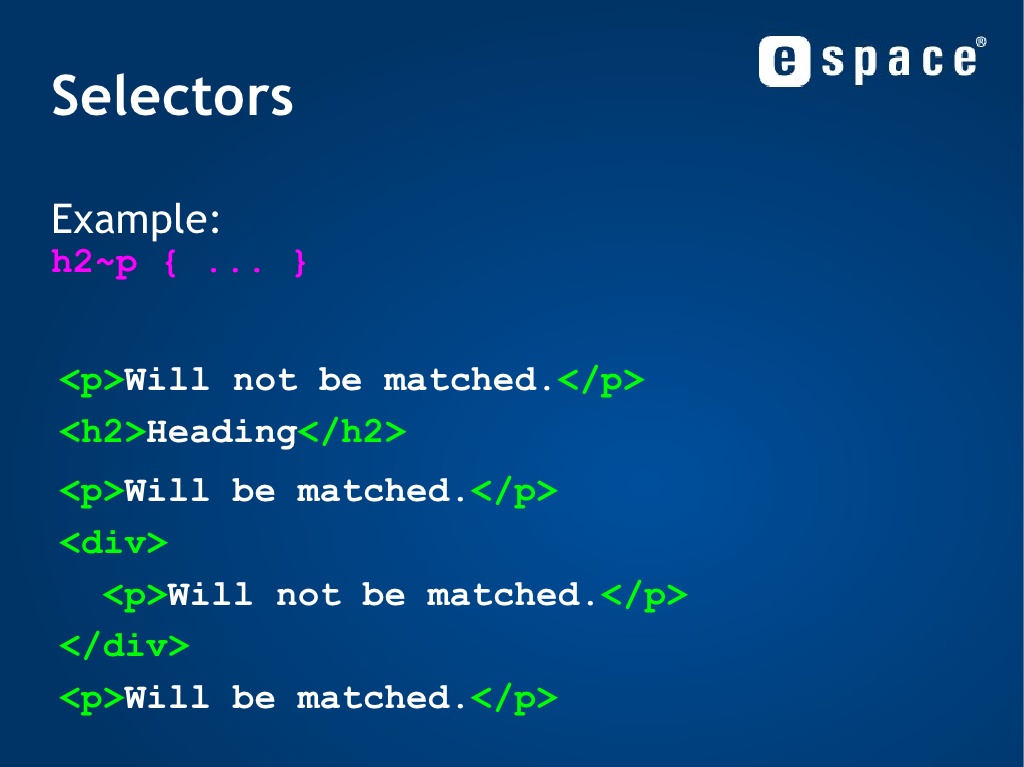 e space®
Selectors
Example:
h2~p { ... }
<p>Will not be matched.</p>
<h2>Heading</h2>
<p>Will be matched.</p>
<div>
<p>Will not be matched.</p>
</div>
<p>Will be matched.</p>